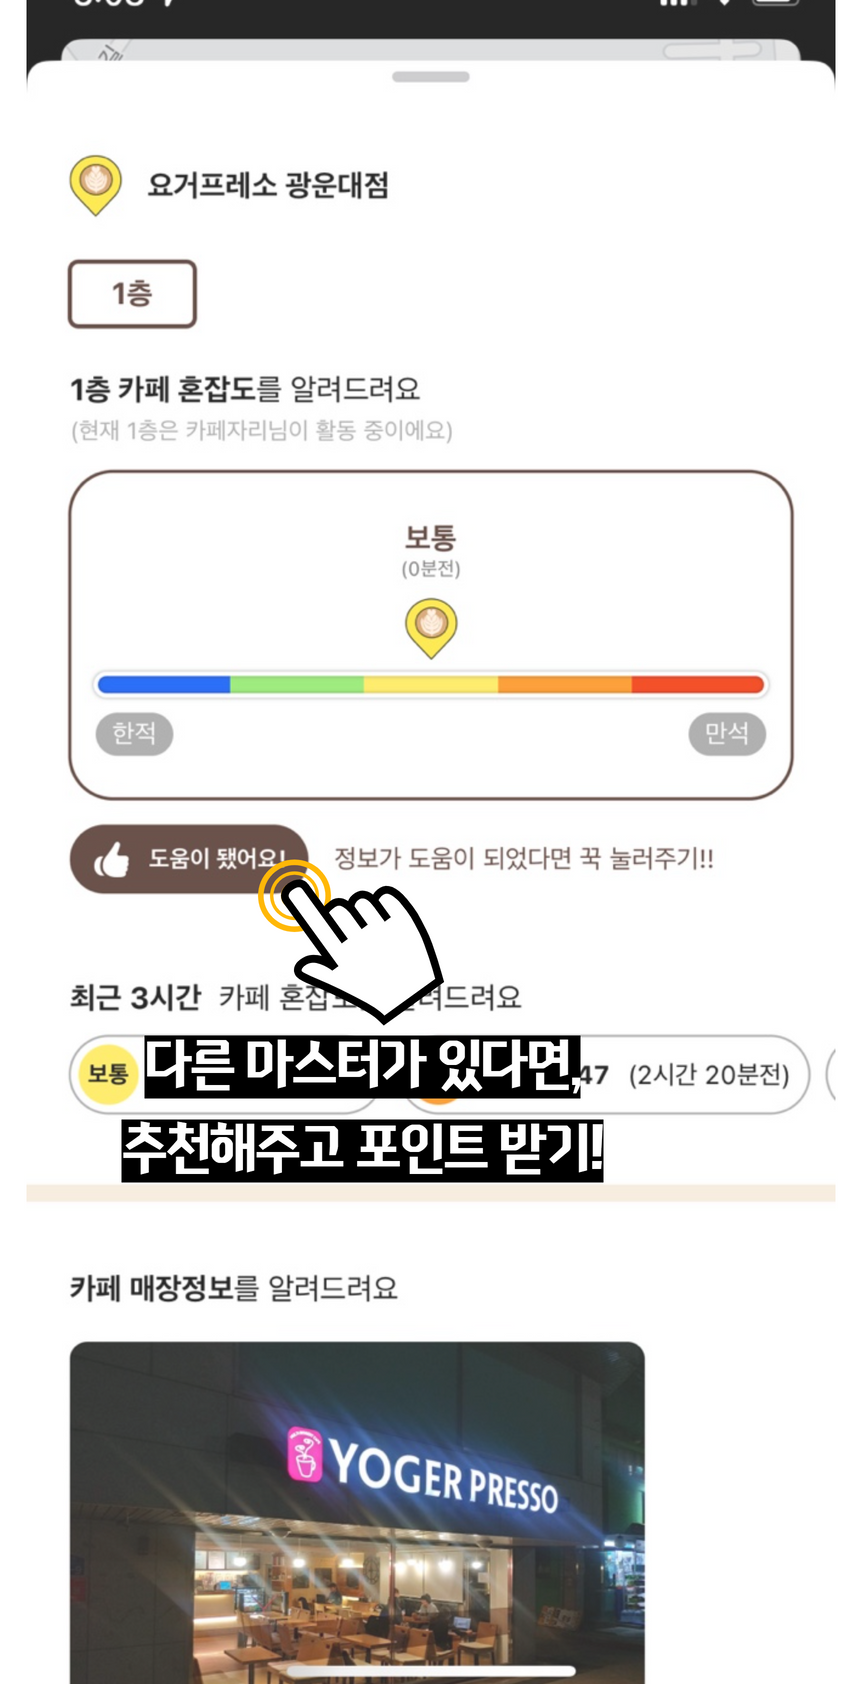 요거프레소 광운대점
1층
1층 카페 혼잡도를 알려드려요
(현재 1층은 카페자리님이 활동 중이에요)
보통
(0분전)
한적
만석
도움이 됐어요!
정보가 도움이 되었다면 꾹 눌러주기!!
최근 3시간 카페 혼잡 려드려요
보통
47 (2시간 20분전)
다른 마스터가 있다면,
추천해주고 포인트 받기!
카페 매장정보를 알려드려요
YOGER PRESSO